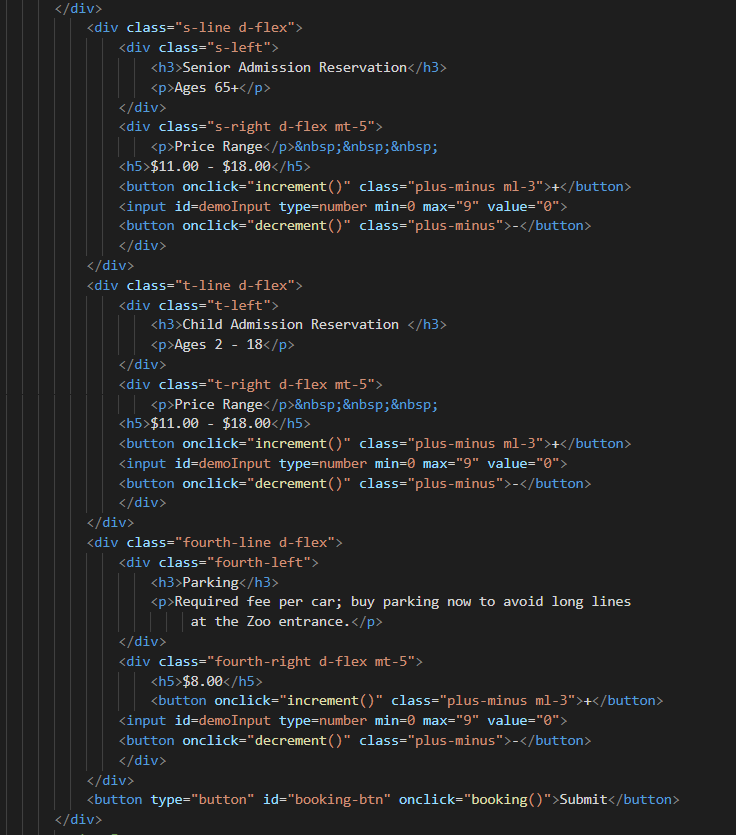 </div>
<div class="s-line d-flex">
<div class="s-left">
<h3>Senior Admission Reservation</h3>
<p>Ages 65+</p>
</div>
<div class="s-right d-flex mt-5">
<p>Price Range</p>&nbsp;&nbsp;&nbsp;
<h5>$11.00 - $18.00</h5>
<button onclick="increment()" class="plus-minus ml-3">+</button>
<input id=demoInput type=number min=0 max="9" value="0">
<button onclick="decrement()" class="plus-minus">-</button>
</div>
</div>
<div class="t-line d-flex">
<div class="t-left">
<h3>Child Admission Reservation </h3>
<p>Ages 2 - 18</p>
</div>
<div class="t-right d-flex mt-5">
<p>Price Range</p>&nbsp;&nbsp;&nbsp;
<h5>$11.00 - $18.00</h5>
<button onclick="increment()" class="plus-minus ml-3">+</button>
<input id=demoInput type=number min=0 max="9" value="0">
<button onclick="decrement()" class="plus-minus">-</button>
</div>
</div>
<div class="fourth-line d-flex">
<div class="fourth-left">
<h3>Parking</h3>
<p>Required fee per car; buy parking now to avoid long lines
at the Zoo entrance.</p>
</div>
<div class="fourth-right d-flex mt-5">
<h5>$8.00</h5>
<button onclick="increment()" class="plus-minus ml-3">+</button>
<input id=demoInput type=number min=0 max="9" value="0">
<button onclick="decrement()" class="plus-minus">-</button>
</div>
</div>
<button type="button" id="booking-btn" onclick="booking()">Submit</button>
</div>